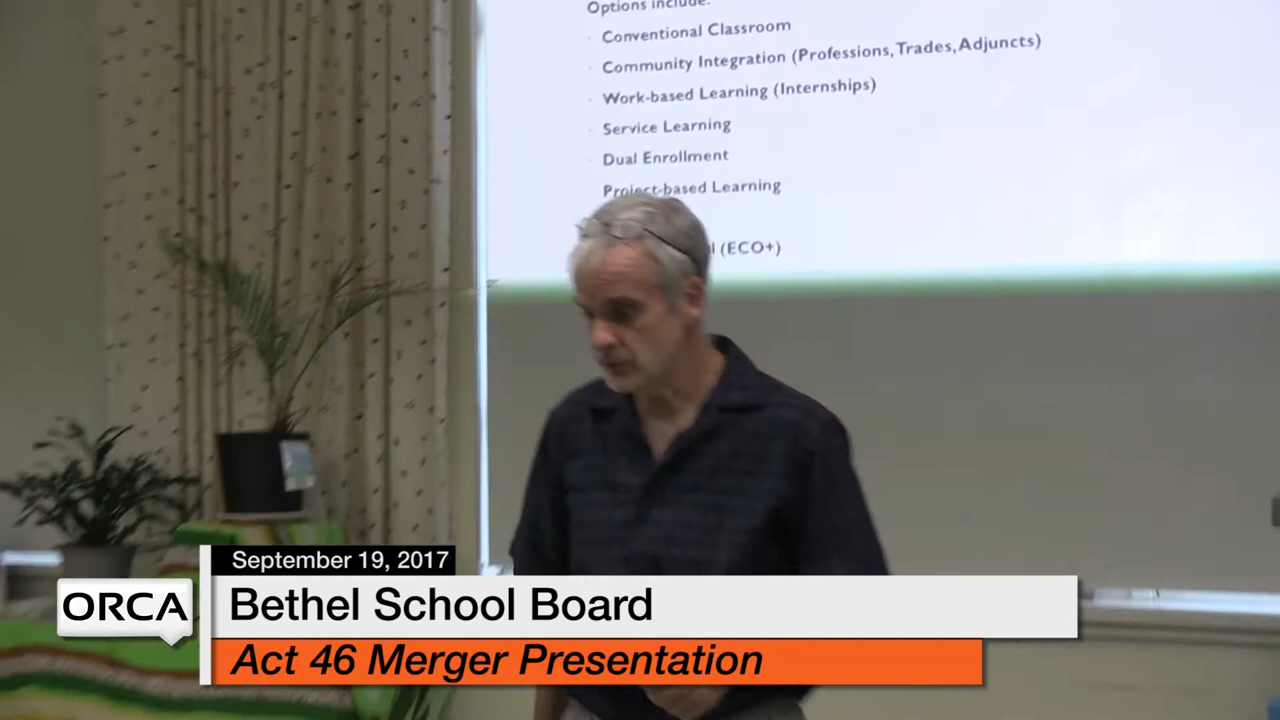 Options include:
Conventional Classroom
Community Integration (Professions, Trades, Adjuncts)
Work-based Learning (Internships)
Service Learning
Dual Enrollment
Project-based Learning
(ECO+)
September 19, 2017
ORCA
Bethel School Board
Act 46 Merger Presentation